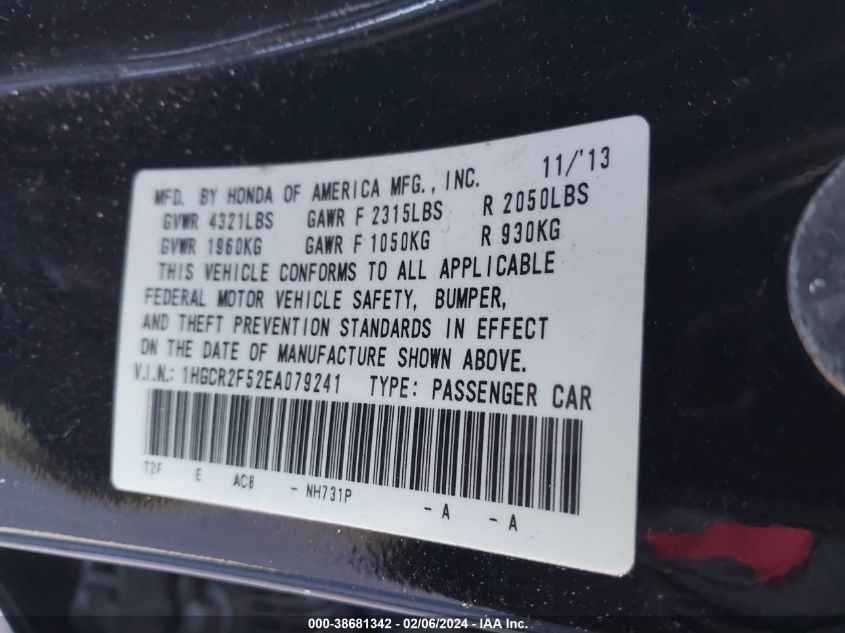 MFD. BY HONDA OF AMERICA MFG., INC. 11/'13
GVWR 4321LBS GAWR F 2315LBS R 2050LBS
GVWR 1960KG GAWR F 1050KG R 930KG
THIS VEHICLE CONFORMS TO ALL APPLICABLE
FEDERAL MOTOR VEHICLE SAFETY, BUMPER,
AND THEFT PREVENTION STANDARDS IN EFFECT
ON THE DATE OF MANUFACTURE SHOWN ABOVE.
V.I.N.: 1HGCR2F52EA079241 TYPE: PASSENGER CAR
T2F E AC8 - NH731P - A - A
000-38681342 - 02/06/2024 - IAA Inc.